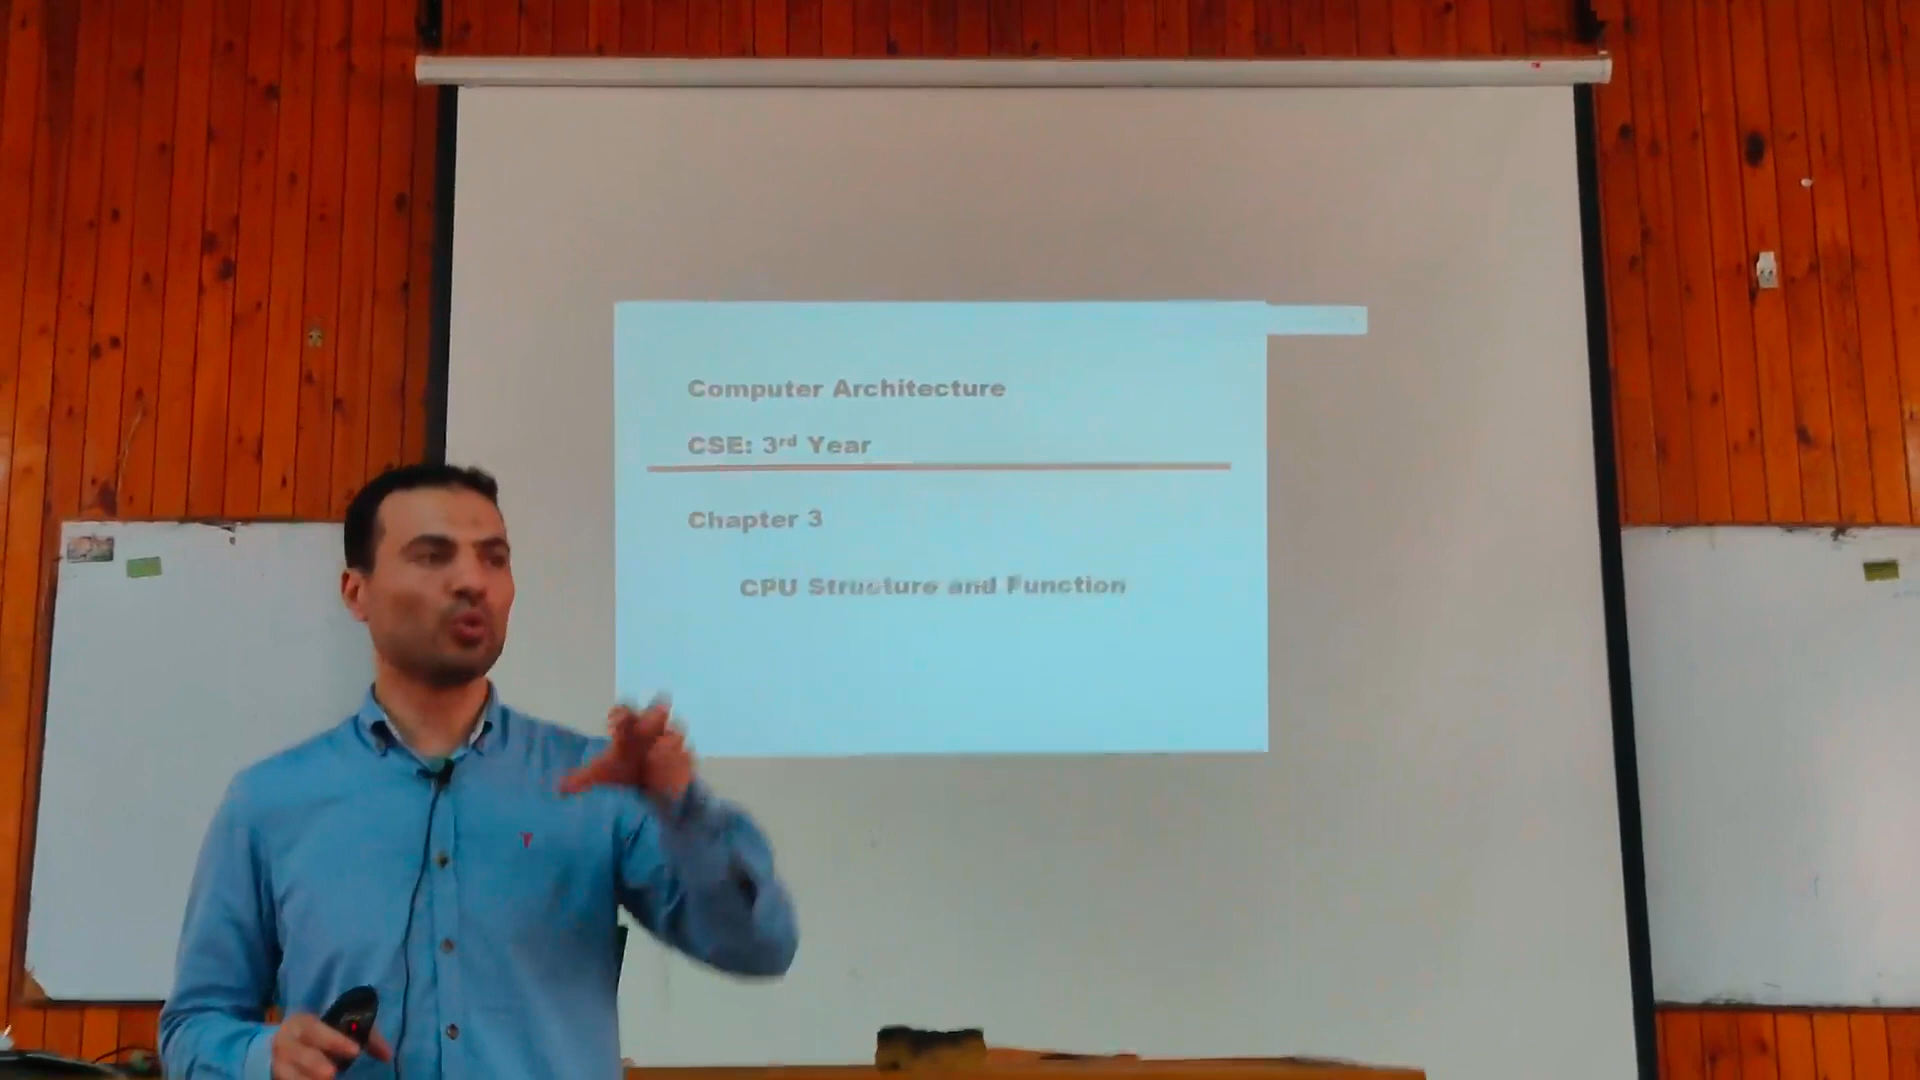 Computer Architecture
CSE: 3rd Year
Chapter 3
CPU Structure and Function